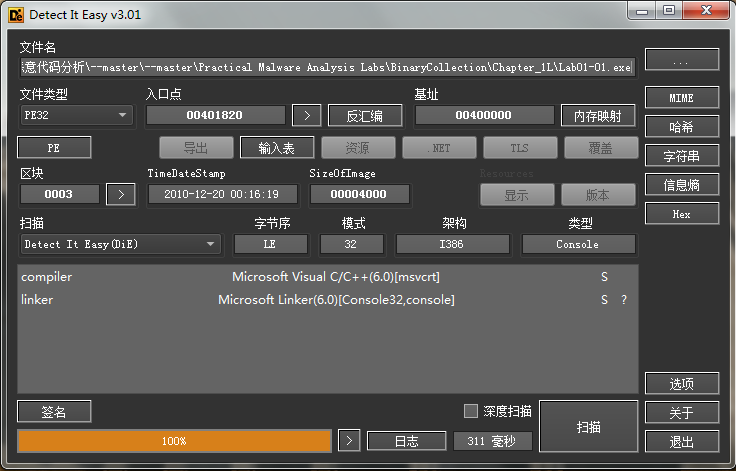 Detect It Easy v3.01
文件名
意代码分析\--master\--master\Practical Malware Analysis Labs\BinaryCollection\Chapter_1L\Lab01-01.exe
...
文件类型
入口点
基址
PE32
00401820
>
反汇编
00400000
内存映射
MIME
PE
导出
输入表
资源
.NET
TLS
覆盖
哈希
区块
TimeDateStamp
SizeOfImage
Resources
字符串
0003
>
2010-12-20 00:16:19
00004000
显示
版本
信息熵
扫描
字节序
模式
架构
类型
Hex
Detect It Easy(DiE)
LE
32
I386
Console
compiler Microsoft Visual C/C++(6.0)[msvcrt] S
linker Microsoft Linker(6.0)[Console32,console] S ?
选项
签名
深度扫描
扫描
关于
100%
>
日志
311 毫秒
退出